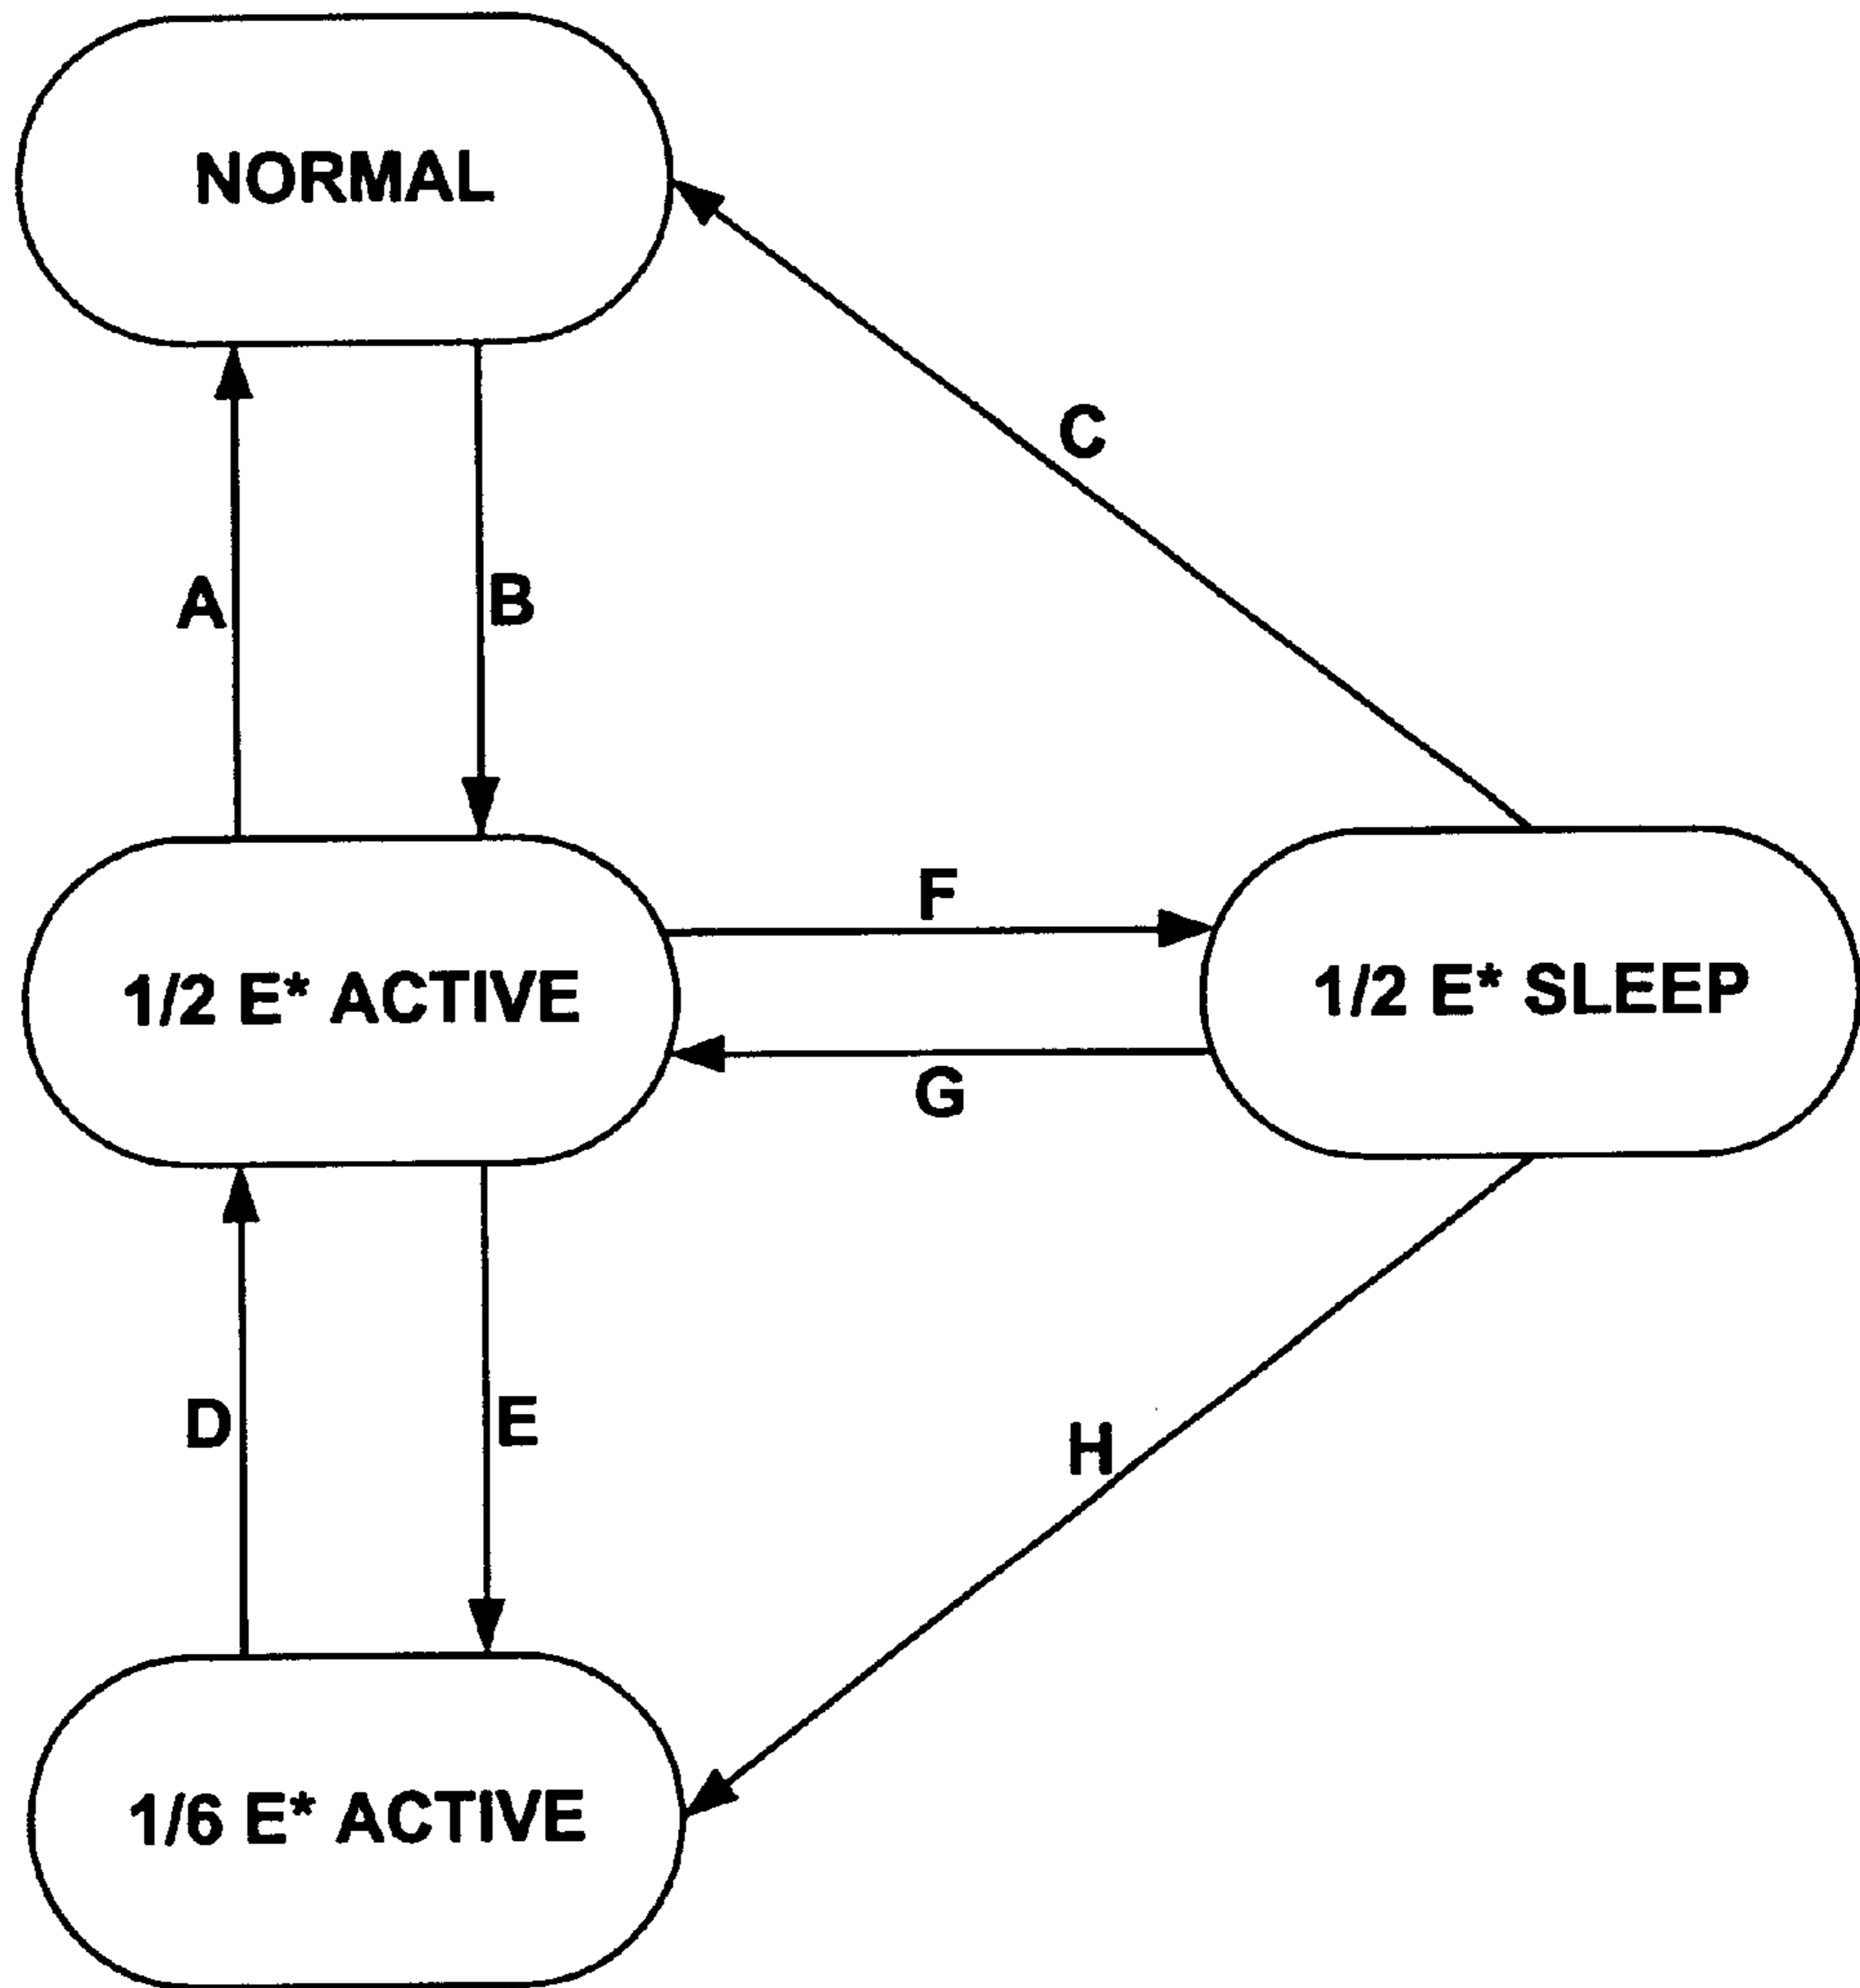 NORMAL
C
A
B
F
1/2 E* ACTIVE
1/2 E* SLEEP
G
D
E
H
1/6 E* ACTIVE